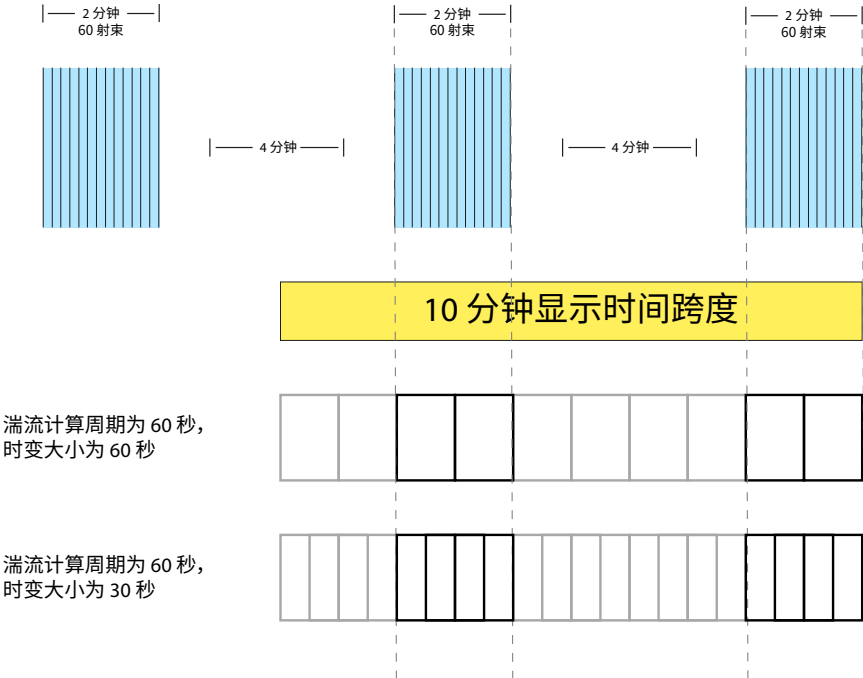 2 分钟
60 射束
2 分钟
60 射束
2 分钟
60 射束
4 分钟
4 分钟
10 分钟显示时间跨度
湍流计算周期为 60 秒，
时变大小为 60 秒
湍流计算周期为 60 秒，
时变大小为 30 秒